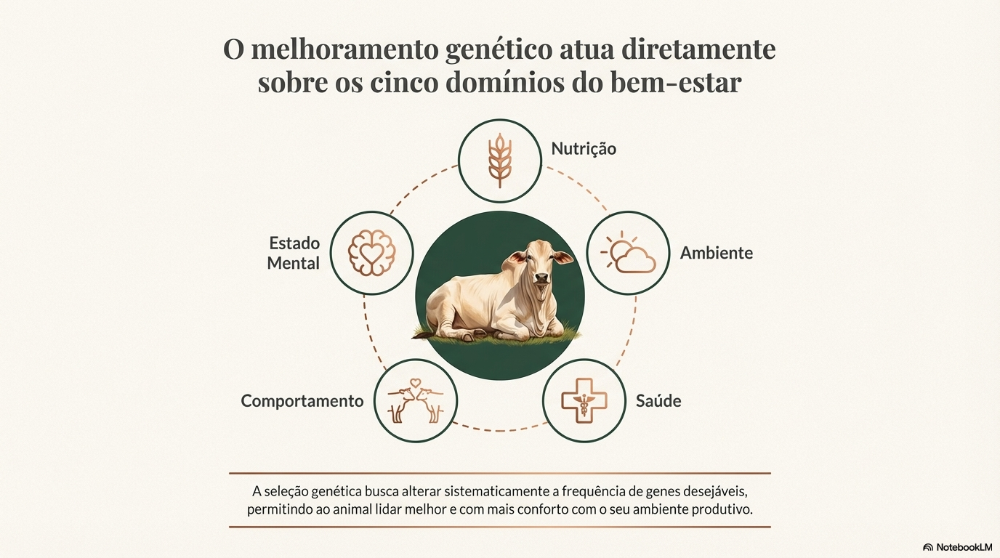 O melhoramento genético atua diretamente
sobre os cinco domínios do bem-estar
Nutrição
Estado
Mental
Ambiente
Comportamento
Saúde
A seleção genética busca alterar sistematicamente a frequência de genes desejáveis,
permitindo ao animal lidar melhor e com mais conforto com o seu ambiente produtivo.
NotebookLM